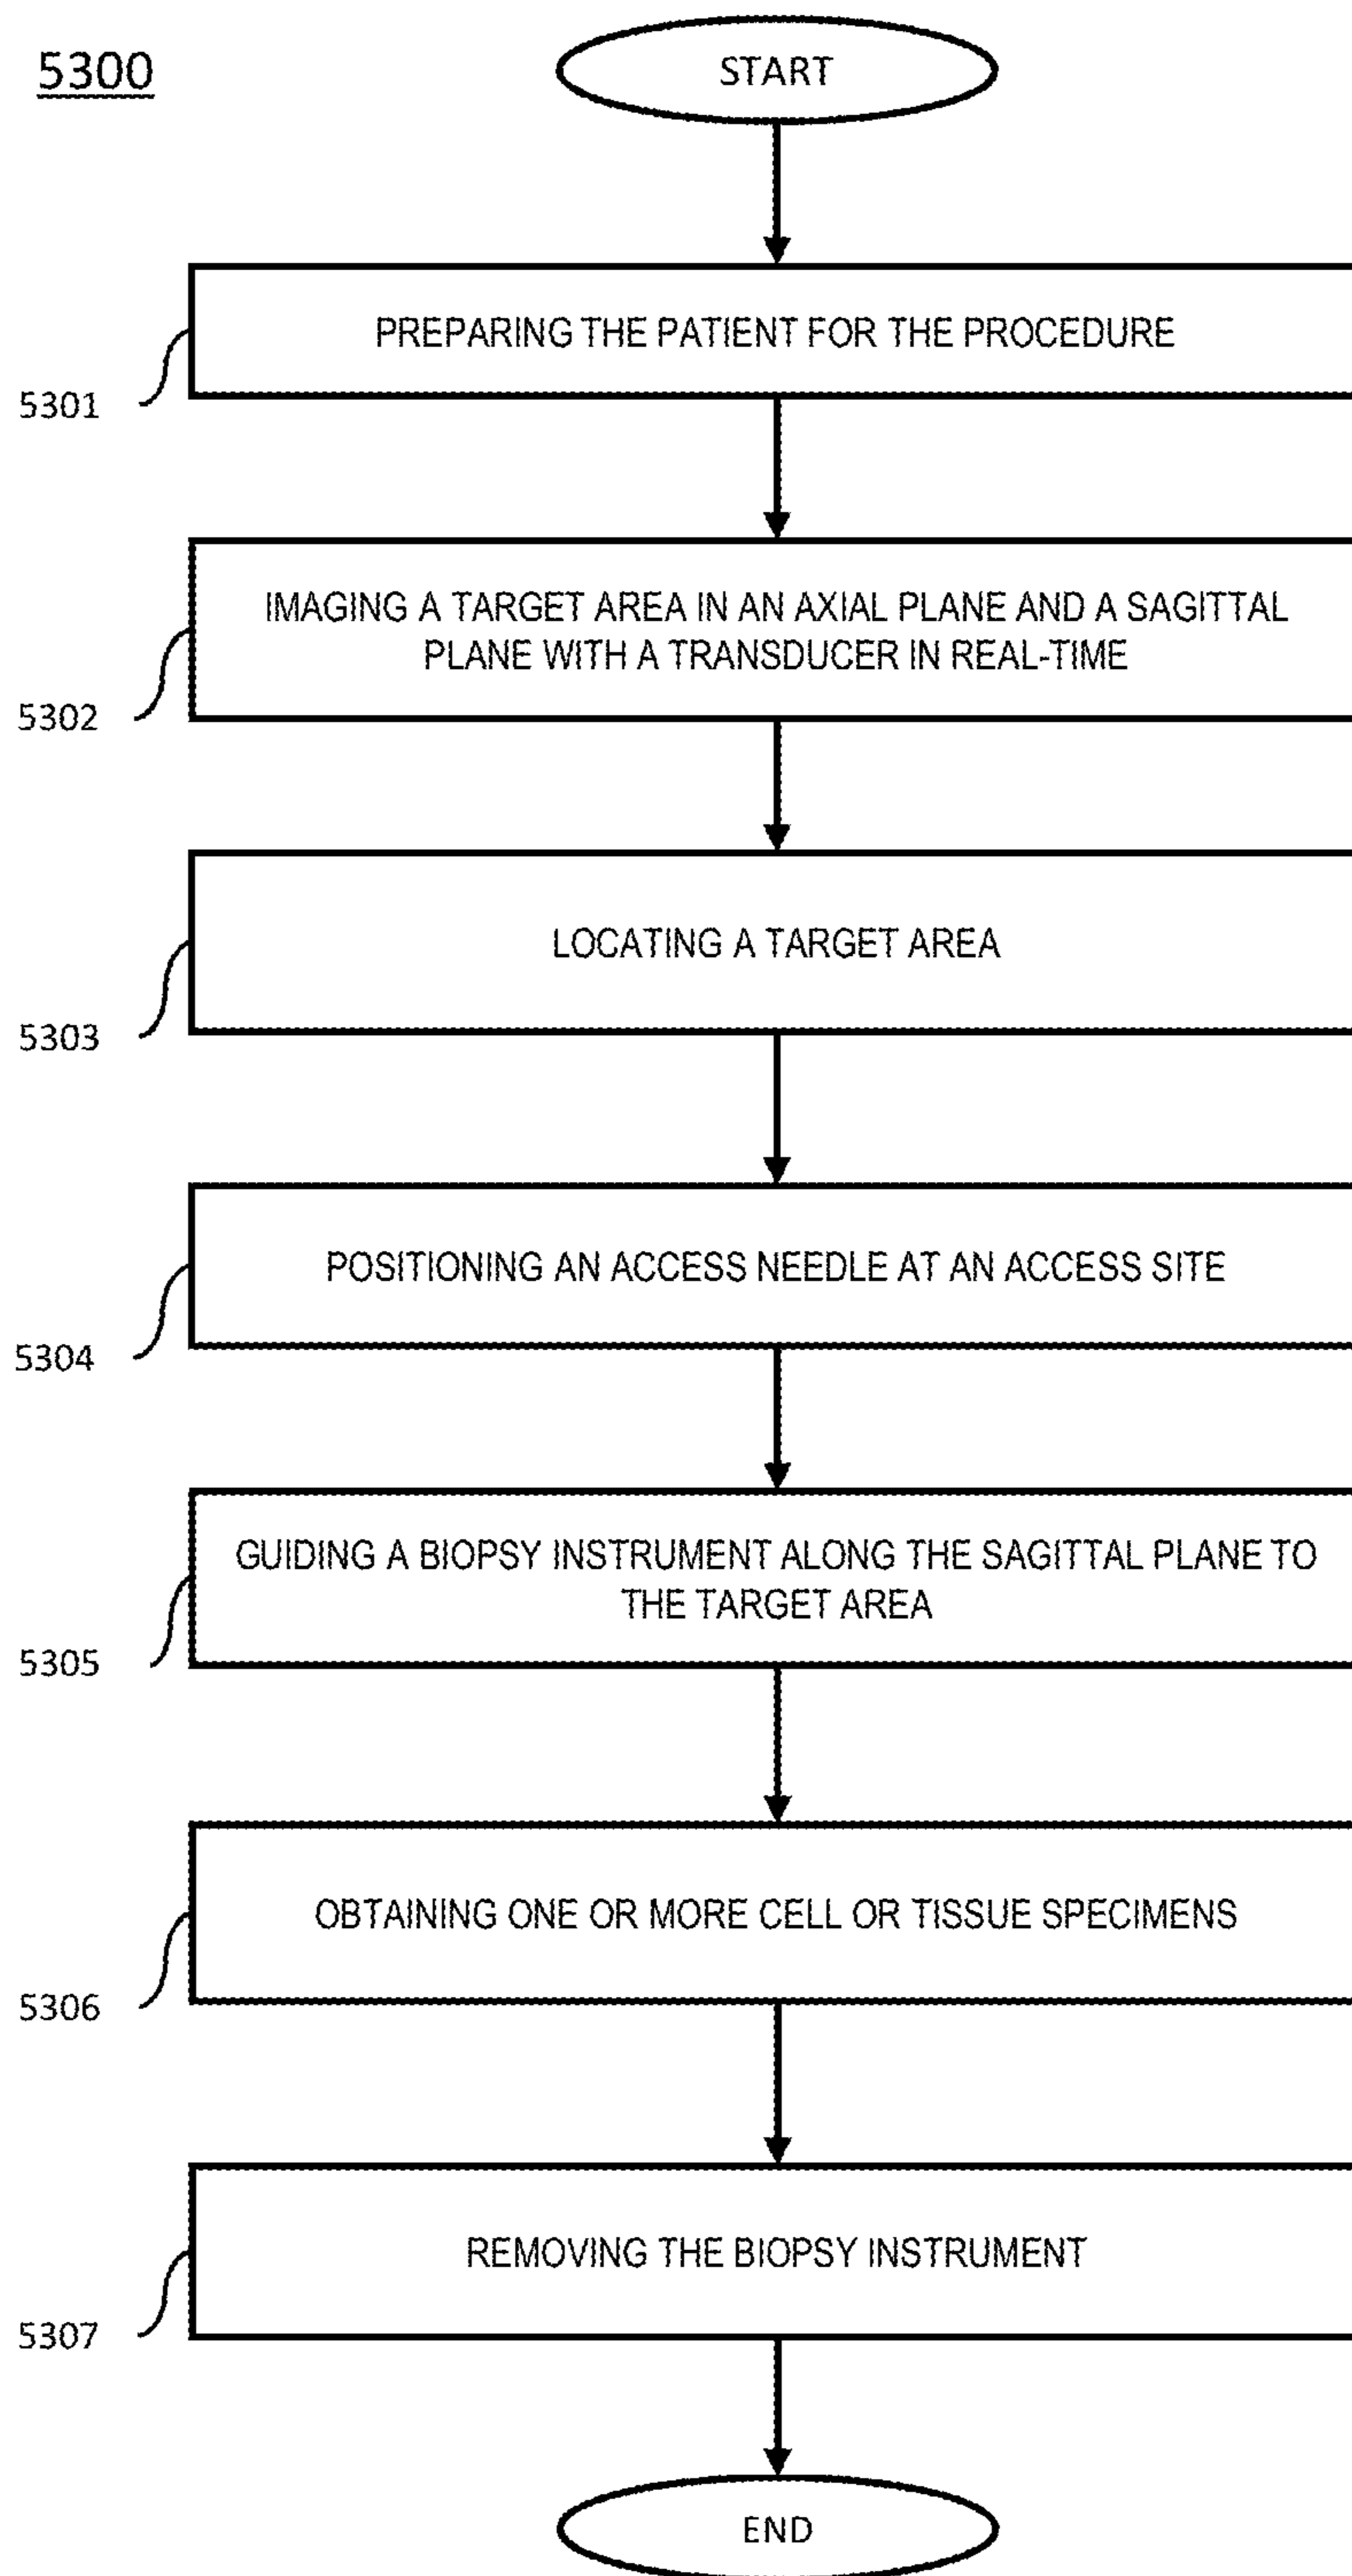 5300
START
PREPARING THE PATIENT FOR THE PROCEDURE
5301
IMAGING A TARGET AREA IN AN AXIAL PLANE AND A SAGITTAL
PLANE WITH A TRANSDUCER IN REAL-TIME
5302
LOCATING A TARGET AREA
5303
POSITIONING AN ACCESS NEEDLE AT AN ACCESS SITE
5304
GUIDING A BIOPSY INSTRUMENT ALONG THE SAGITTAL PLANE TO
THE TARGET AREA
5305
OBTAINING ONE OR MORE CELL OR TISSUE SPECIMENS
5306
REMOVING THE BIOPSY INSTRUMENT
5307
END